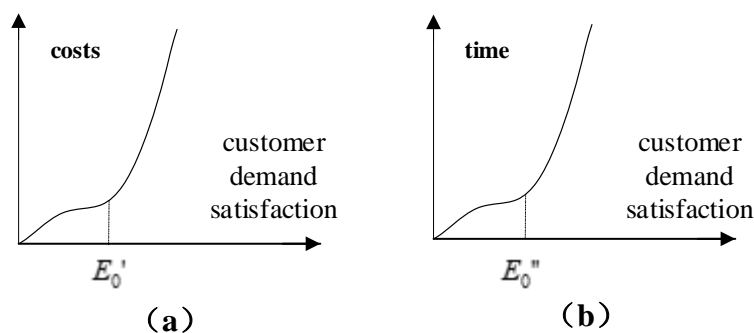 costs
customer
demand
satisfaction
E₀'
（a）
time
customer
demand
satisfaction
E₀"
（b）